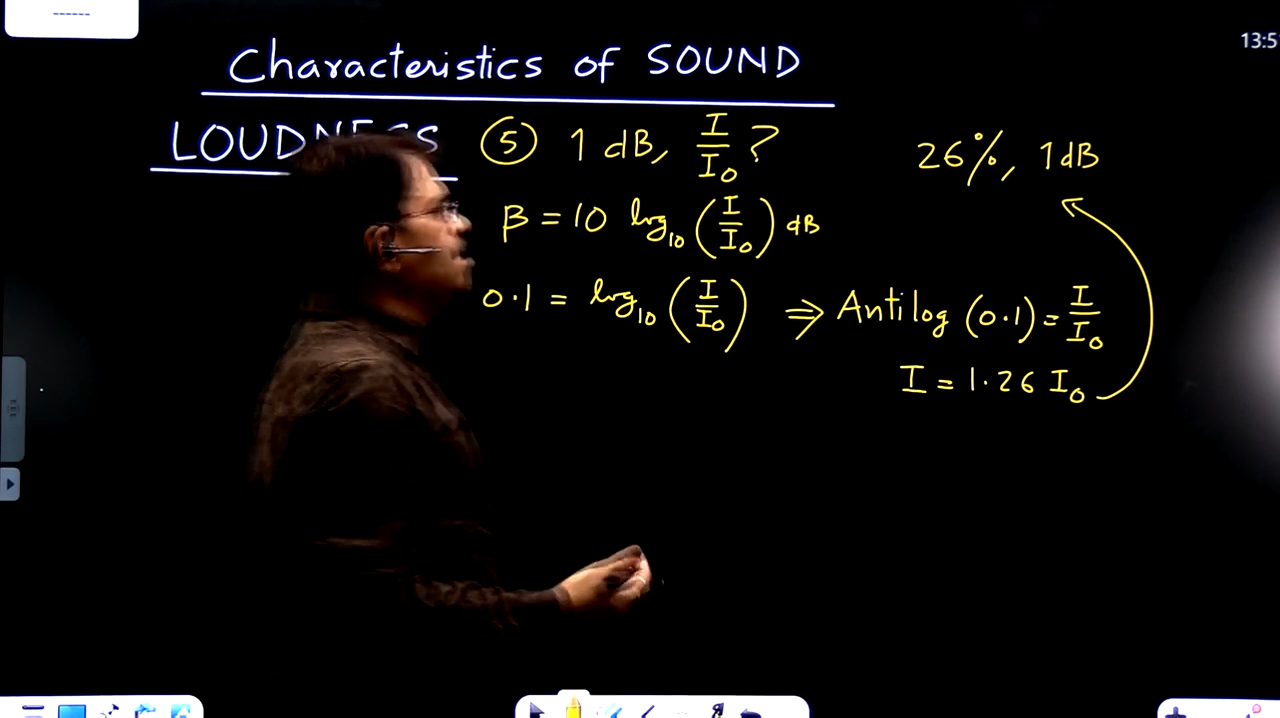 ------
13:5
Characteristics of SOUND
LOUDNESS
⑤ 1 dB, I/I₀ ?
26%, 1dB
β = 10 log₁₀ (I/I₀) dB
0.1 = log₁₀ (I/I₀) ⇒ Antilog (0.1) = I/I₀
I = 1.26 I₀